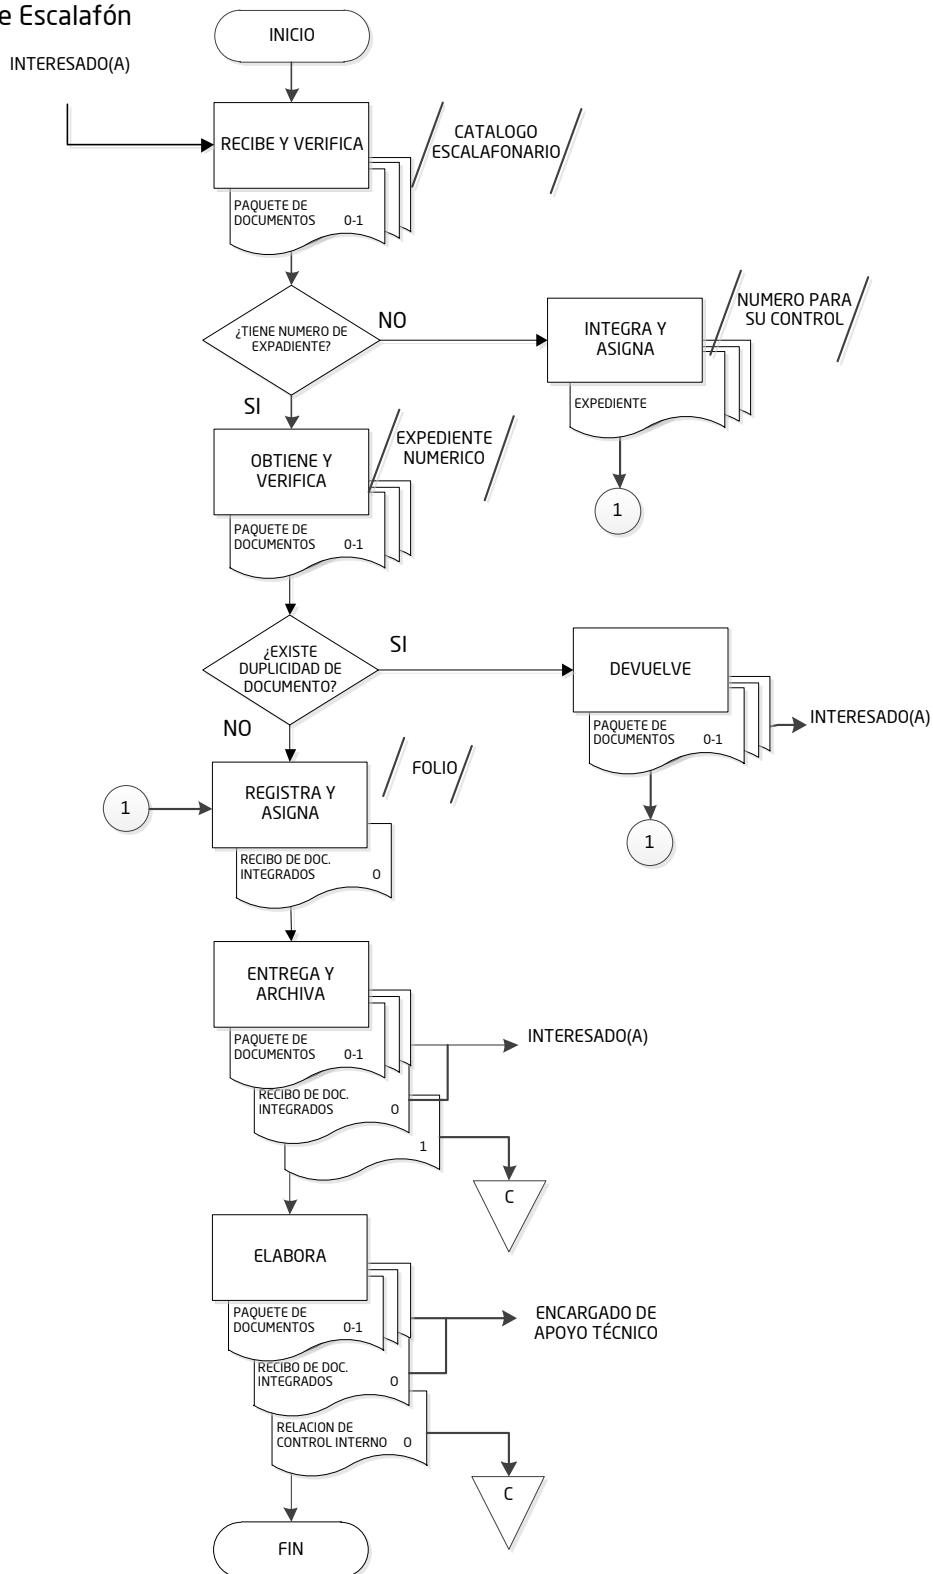 e Escalafón
INICIO
INTERESADO(A)
RECIBE Y VERIFICA
CATALOGO
ESCALAFONARIO
PAQUETE DE
DOCUMENTOS 0-1
¿TIENE NUMERO DE
EXPADIENTE?
NO
INTEGRA Y
ASIGNA
NUMERO PARA
SU CONTROL
EXPEDIENTE
1
SI
OBTIENE Y
VERIFICA
EXPEDIENTE
NUMERICO
PAQUETE DE
DOCUMENTOS 0-1
¿EXISTE
DUPLICIDAD DE
DOCUMENTO?
SI
DEVUELVE
PAQUETE DE
DOCUMENTOS 0-1
INTERESADO(A)
1
NO
1
REGISTRA Y
ASIGNA
FOLIO
RECIBO DE DOC.
INTEGRADOS 0
ENTREGA Y
ARCHIVA
PAQUETE DE
DOCUMENTOS 0-1
INTERESADO(A)
RECIBO DE DOC.
INTEGRADOS 0
1
C
ELABORA
PAQUETE DE
DOCUMENTOS 0-1
ENCARGADO DE
APOYO TÉCNICO
RECIBO DE DOC.
INTEGRADOS 0
RELACION DE
CONTROL INTERNO 0
C
FIN